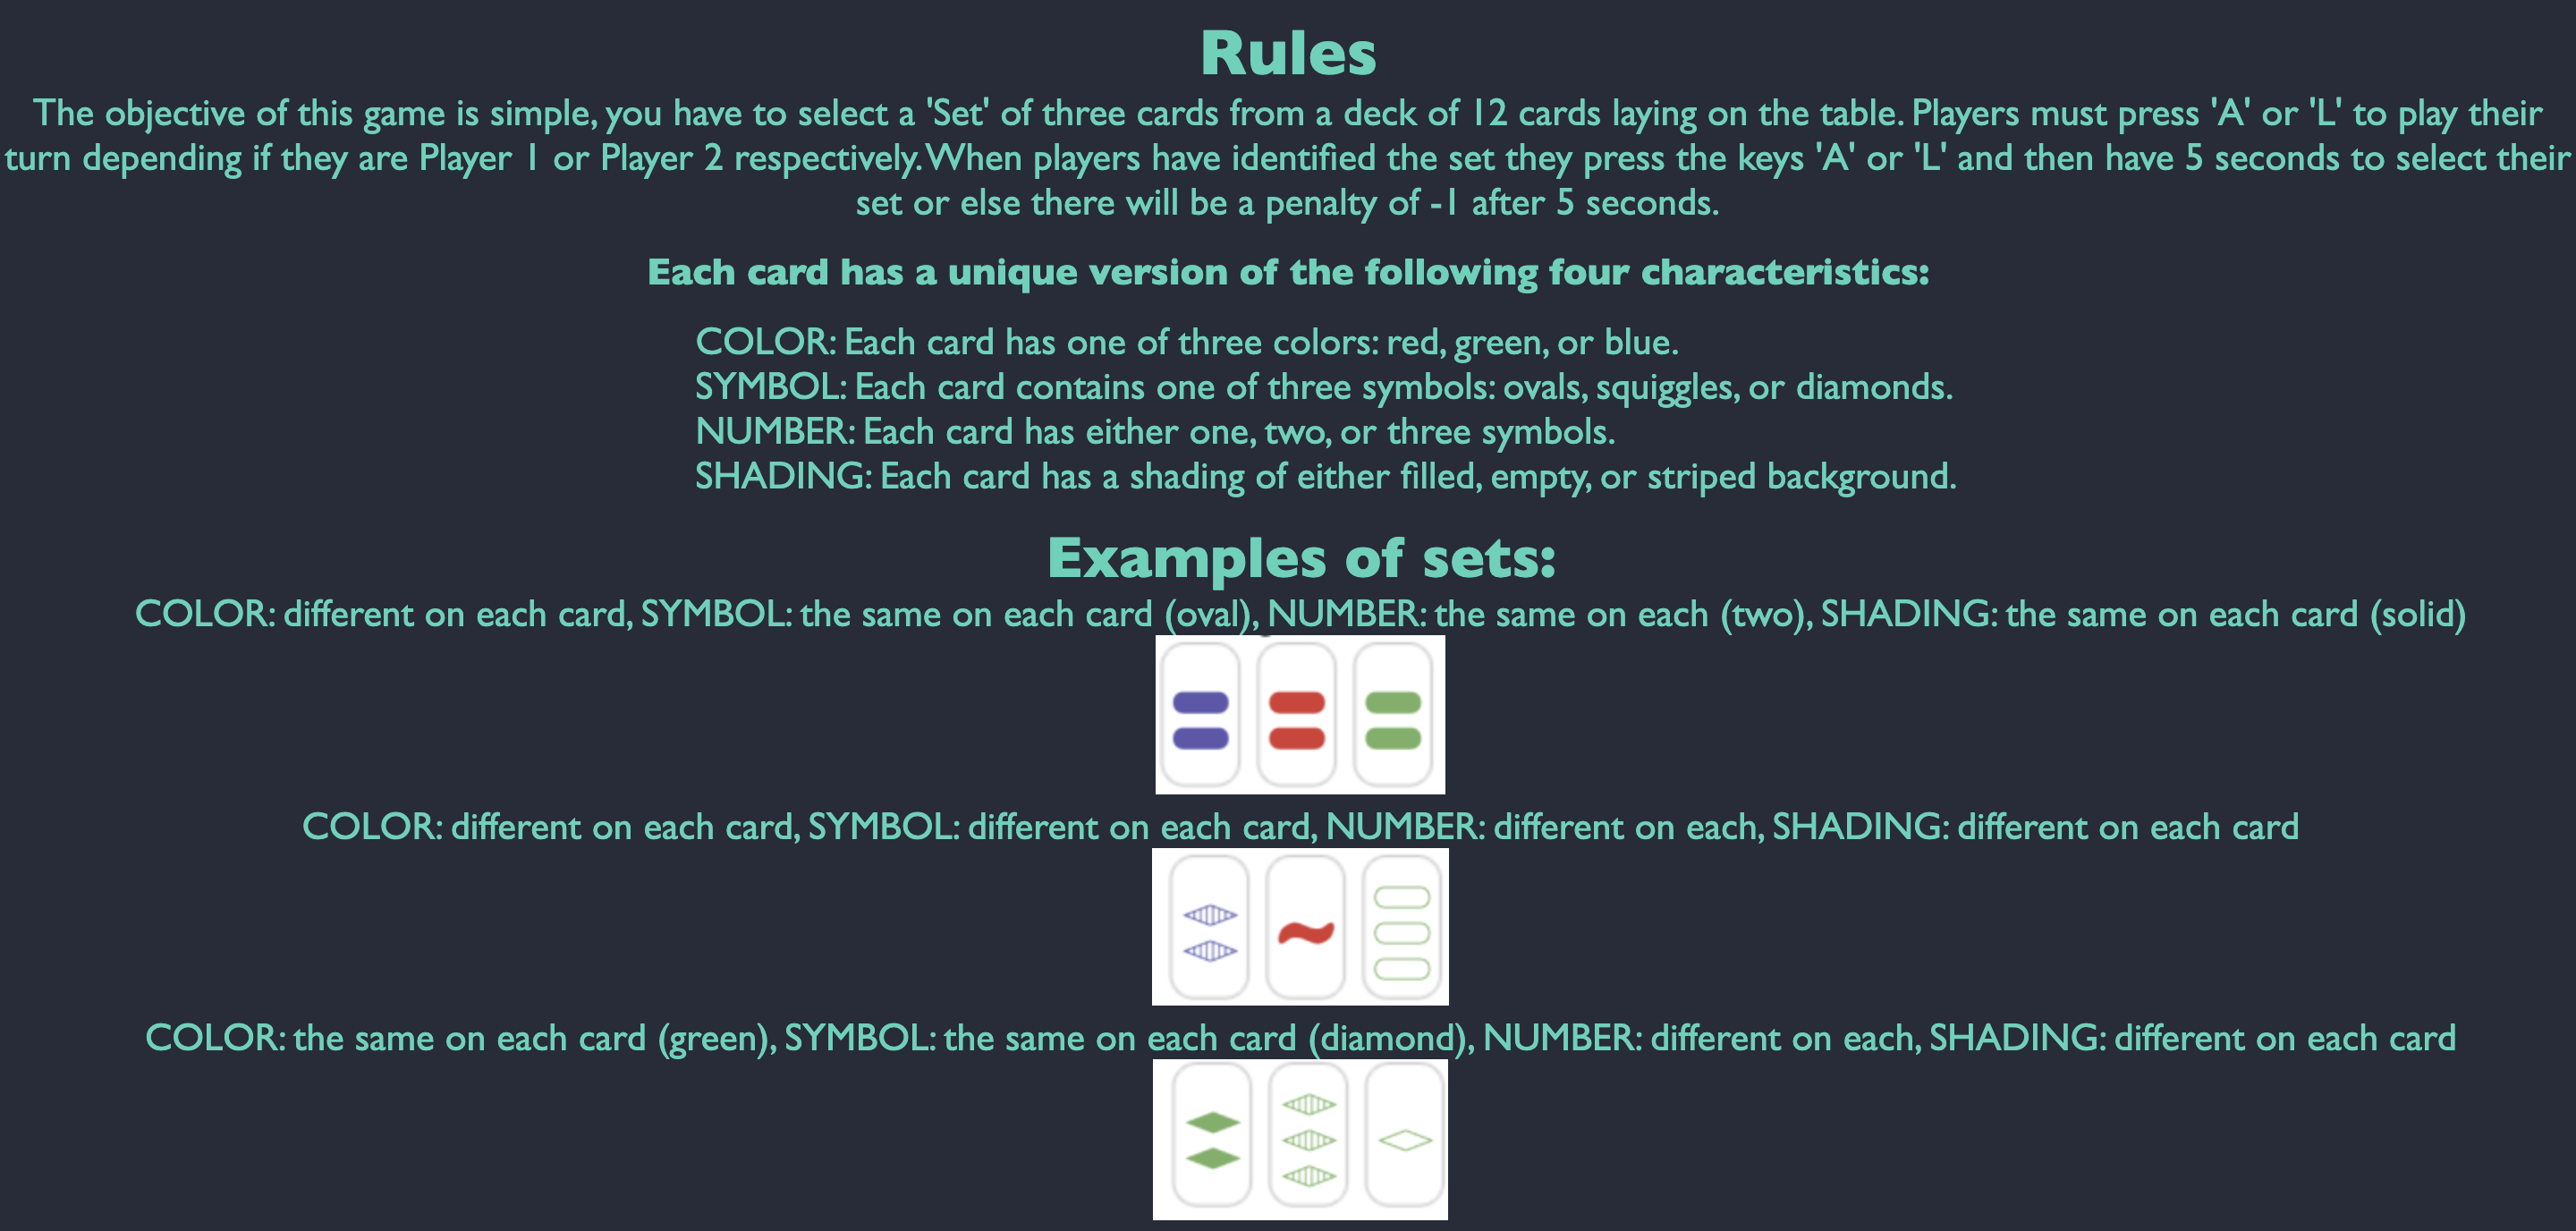 Rules
The objective of this game is simple, you have to select a 'Set' of three cards from a deck of 12 cards laying on the table. Players must press 'A' or 'L' to play their
turn depending if they are Player 1 or Player 2 respectively. When players have identified the set they press the keys 'A' or 'L' and then have 5 seconds to select their
set or else there will be a penalty of -1 after 5 seconds.
Each card has a unique version of the following four characteristics:
COLOR: Each card has one of three colors: red, green, or blue.
SYMBOL: Each card contains one of three symbols: ovals, squiggles, or diamonds.
NUMBER: Each card has either one, two, or three symbols.
SHADING: Each card has a shading of either filled, empty, or striped background.
Examples of sets:
COLOR: different on each card, SYMBOL: the same on each card (oval), NUMBER: the same on each (two), SHADING: the same on each card (solid)
COLOR: different on each card, SYMBOL: different on each card, NUMBER: different on each, SHADING: different on each card
COLOR: the same on each card (green), SYMBOL: the same on each card (diamond), NUMBER: different on each, SHADING: different on each card